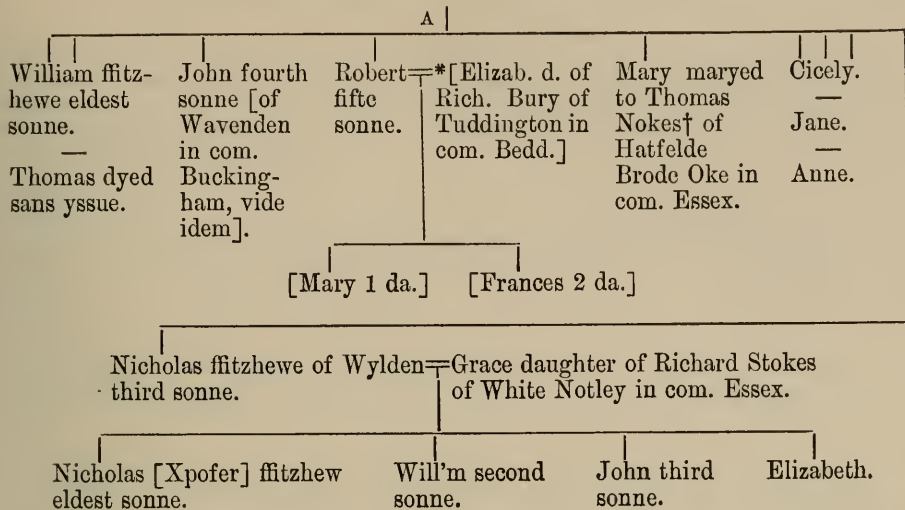 A
William ffitz-
hewe eldest
sonne.
—
Thomas dyed
sans yssue.
John fourth
sonne [of
Wavenden
in com.
Bucking-
ham, vide
idem].
Robert
fifte
sonne.
*[Elizab. d. of
Rich. Bury of
Tuddington in
com. Bedd.]
Mary maryed
to Thomas
Nokes† of
Hatfelde
Brode Oke in
com. Essex.
Cicely.
—
Jane.
—
Anne.
[Mary 1 da.] [Frances 2 da.]
Nicholas ffitzhewe of Wylden
third sonne.
Grace daughter of Richard Stokes
of White Notley in com. Essex.
Nicholas [Xpofer] ffitzhew
eldest sonne.
Will'm second
sonne.
John third
sonne.
Elizabeth.